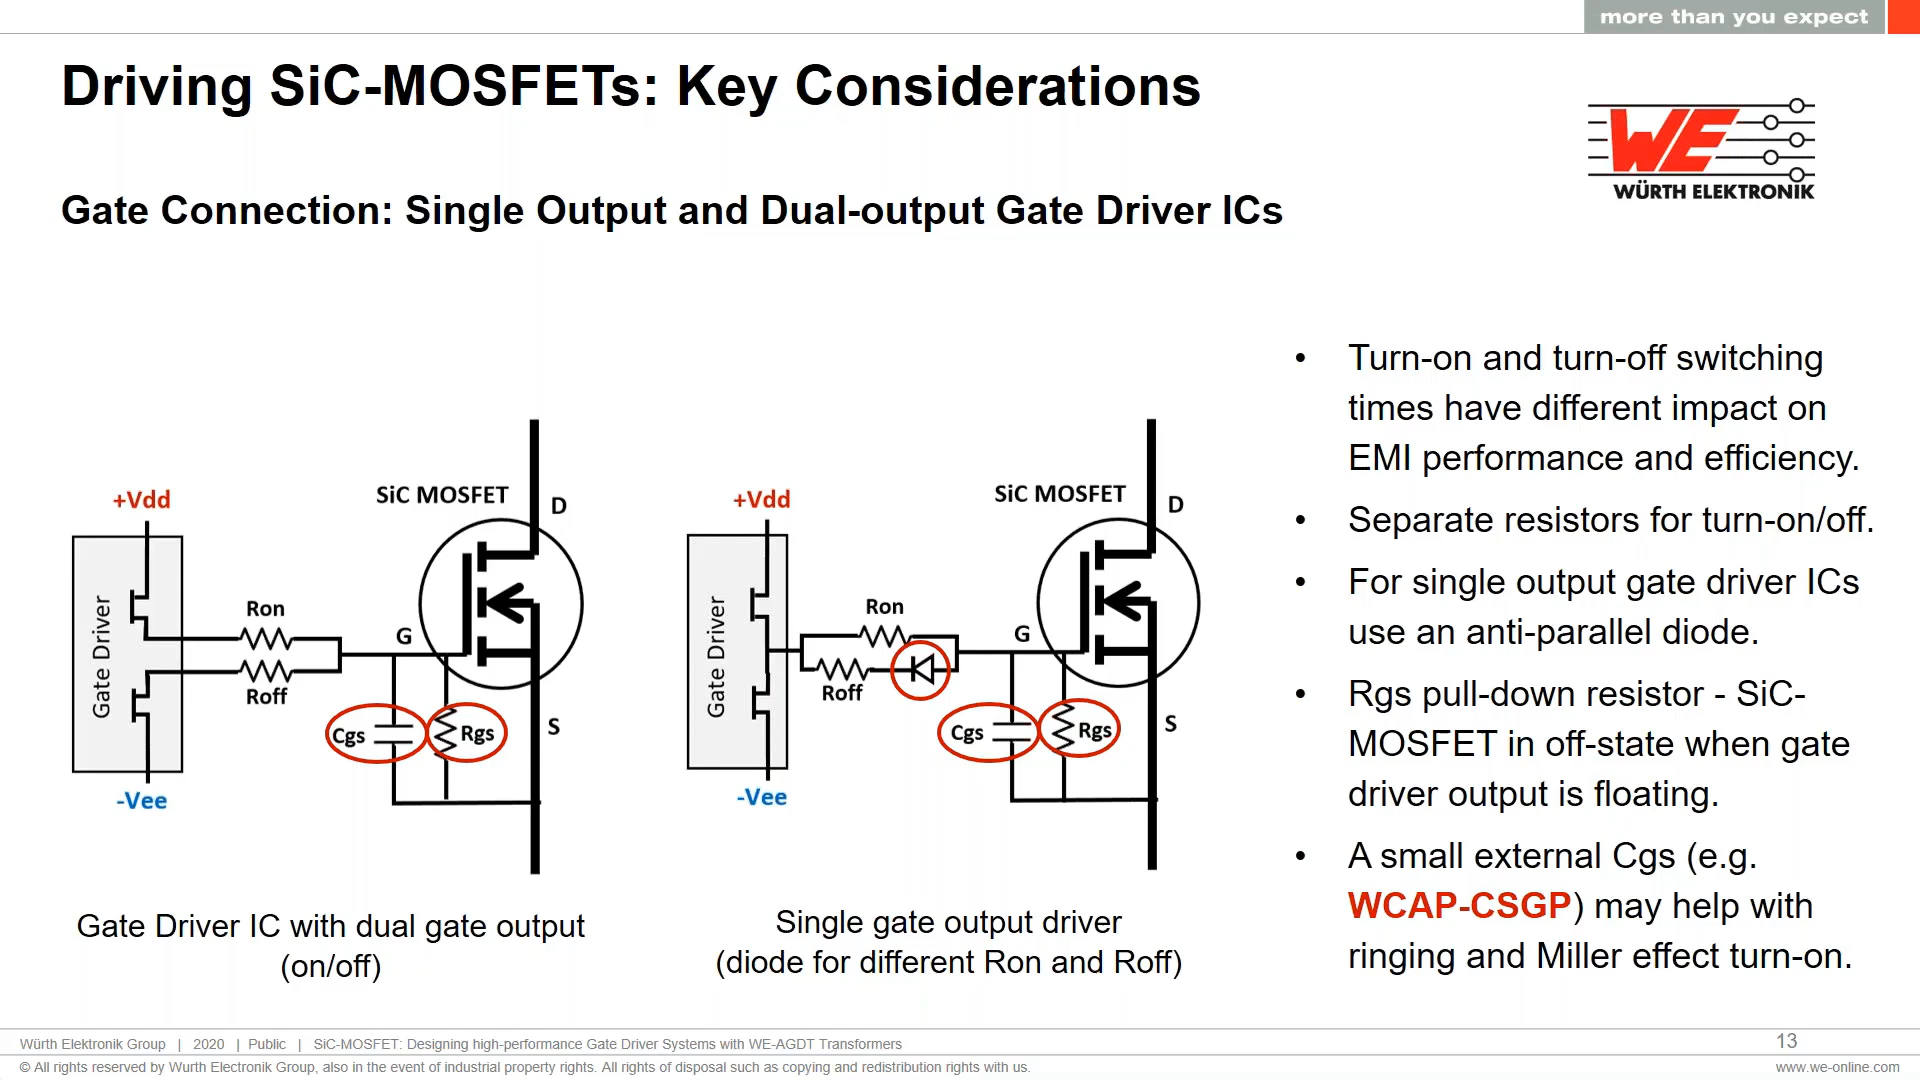 more than you expect
Driving SiC-MOSFETs: Key Considerations
WE
WÜRTH ELEKTRONIK
Gate Connection: Single Output and Dual-output Gate Driver ICs
+Vdd
SiC MOSFET
D
Gate Driver
Ron
G
Roff
Cgs
Rgs
S
-Vee
Gate Driver IC with dual gate output
(on/off)
+Vdd
SiC MOSFET
D
Gate Driver
Ron
G
Roff
Cgs
Rgs
S
-Vee
Single gate output driver
(diode for different Ron and Roff)
• Turn-on and turn-off switching
times have different impact on
EMI performance and efficiency.
• Separate resistors for turn-on/off.
• For single output gate driver ICs
use an anti-parallel diode.
• Rgs pull-down resistor - SiC-
MOSFET in off-state when gate
driver output is floating.
• A small external Cgs (e.g.
WCAP-CSGP) may help with
ringing and Miller effect turn-on.
Würth Elektronik Group | 2020 | Public | SiC-MOSFET: Designing high-performance Gate Driver Systems with WE-AGDT Transformers
13
© All rights reserved by Wurth Electronik Group, also in the event of industrial property rights. All rights of disposal such as copying and redistribution rights with us.
www.we-online.com